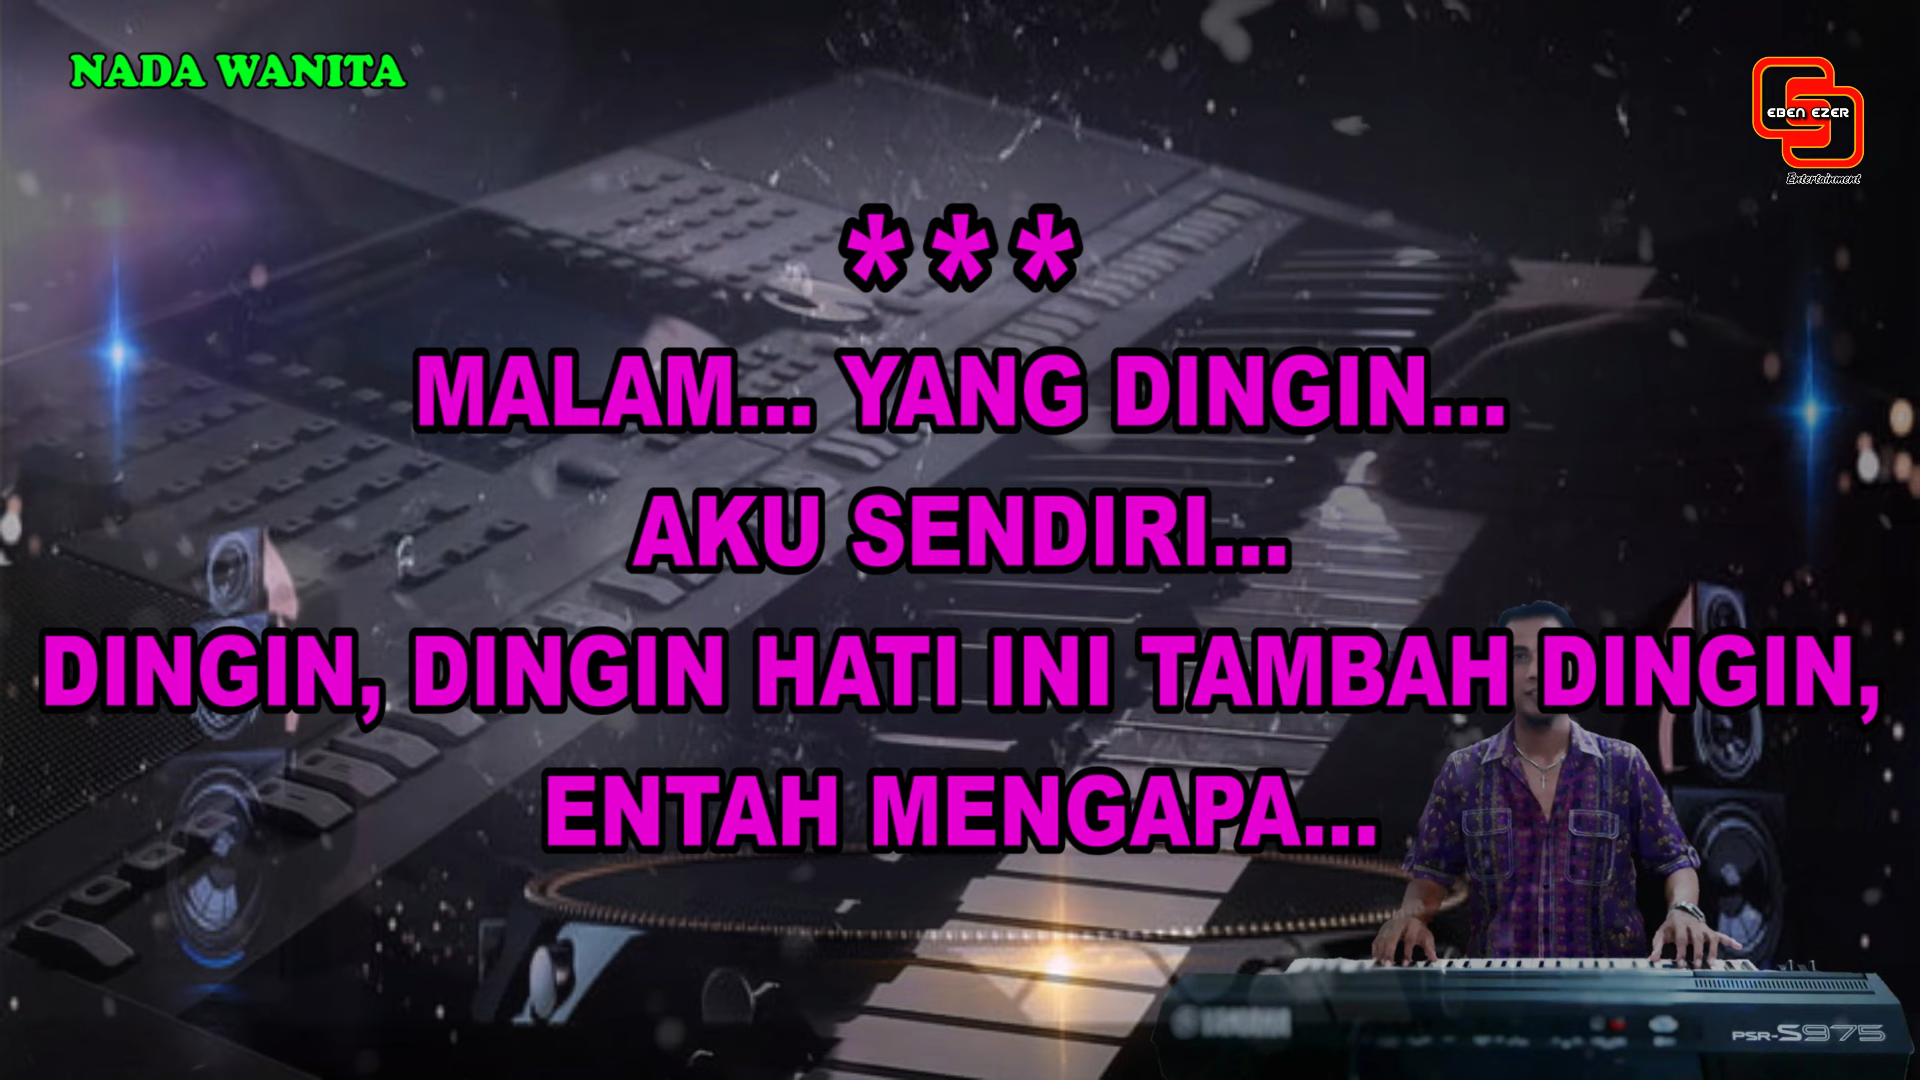 NADA WANITA
EBEN EZER
Entertainment
***
MALAM... YANG DINGIN...
AKU SENDIRI...
DINGIN, DINGIN HATI INI TAMBAH DINGIN,
ENTAH MENGAPA...
PSR-S975